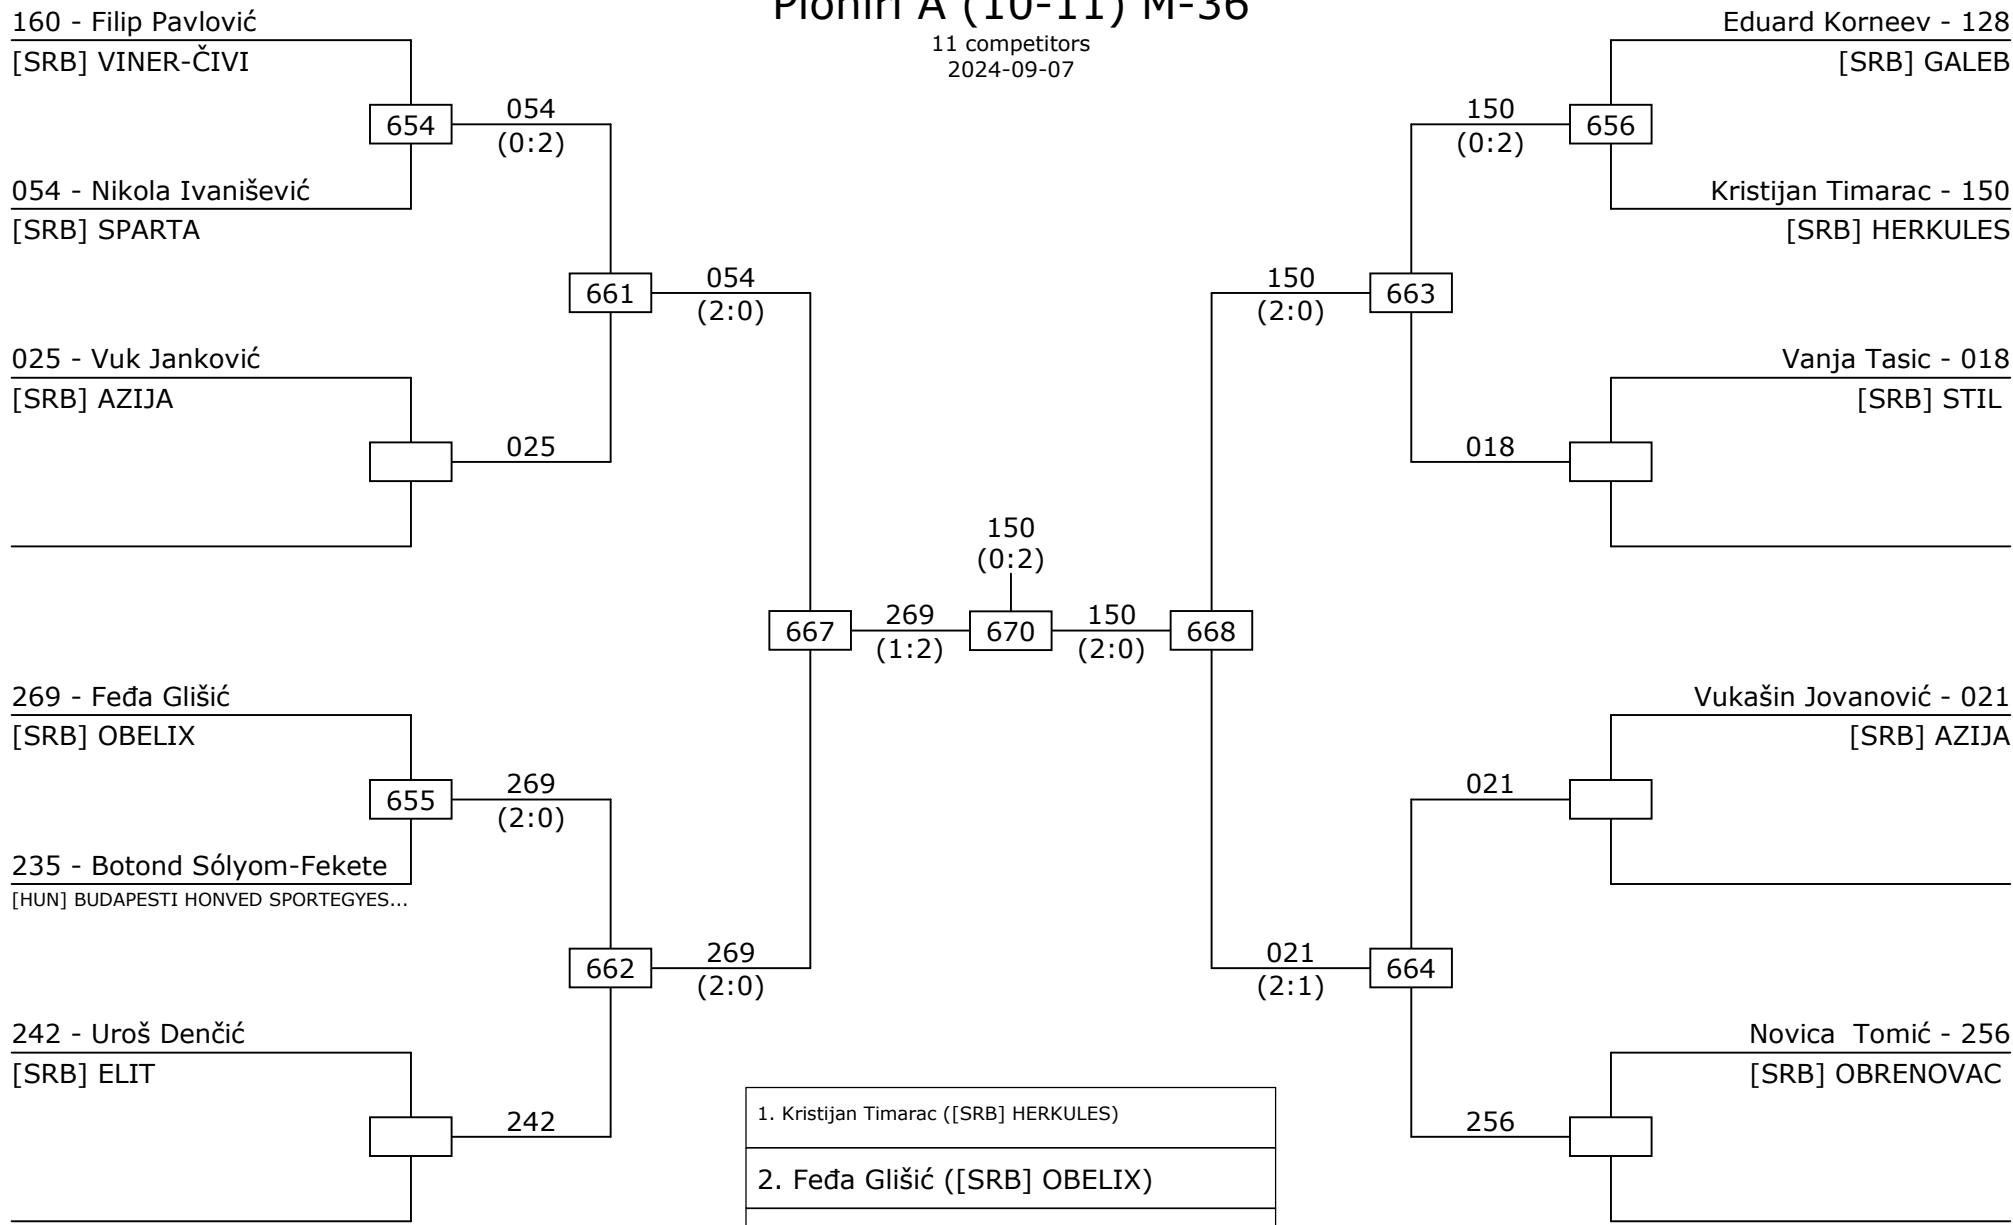 Pioniri A (10-11) M-36
11 competitors
2024-09-07
160 - Filip Pavlović
[SRB] VINER-ČIVI
654
054
(0:2)
054 - Nikola Ivanišević
[SRB] SPARTA
661
054
(2:0)
025 - Vuk Janković
[SRB] AZIJA
025
269 - Feđa Glišić
[SRB] OBELIX
655
269
(2:0)
235 - Botond Sólyom-Fekete
[HUN] BUDAPESTI HONVED SPORTEGYES...
662
269
(2:0)
242 - Uroš Denčić
[SRB] ELIT
242
667
269
(1:2)
150
(0:2)
670
150
(2:0)
668
Eduard Korneev - 128
[SRB] GALEB
150
(0:2)
656
Kristijan Timarac - 150
[SRB] HERKULES
150
(2:0)
663
Vanja Tasic - 018
[SRB] STIL
018
Vukašin Jovanović - 021
[SRB] AZIJA
021
021
(2:1)
664
Novica  Tomić - 256
[SRB] OBRENOVAC
256
1. Kristijan Timarac ([SRB] HERKULES)
2. Feđa Glišić ([SRB] OBELIX)